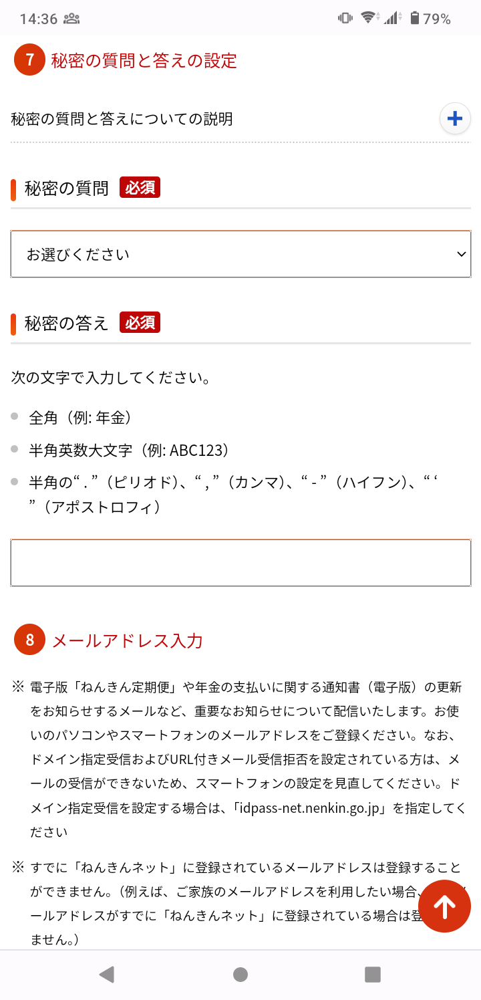 14:36 79%
7 秘密の質問と答えの設定
秘密の質問と答えについての説明
秘密の質問 必須
お選びください
秘密の答え 必須
次の文字で入力してください。
全角（例: 年金）
半角英数大文字（例: ABC123）
半角の“ . ”（ピリオド）、“ , ”（カンマ）、“ - ”（ハイフン）、“ ‘
”（アポストロフィ）
8 メールアドレス入力
※ 電子版「ねんきん定期便」や年金の支払いに関する通知書（電子版）の更新
をお知らせするメールなど、重要なお知らせについて配信いたします。お使
いのパソコンやスマートフォンのメールアドレスをご登録ください。なお、
ドメイン指定受信およびURL付きメール受信拒否を設定されている方は、メ
ールの受信ができないため、スマートフォンの設定を見直してください。ド
メイン指定受信を設定する場合は、「idpass-net.nenkin.go.jp」を指定してく
ださい
※ すでに「ねんきんネット」に登録されているメールアドレスは登録すること
ができません。（例えば、ご家族のメールアドレスを利用したい場合、
ールアドレスがすでに「ねんきんネット」に登録されている場合は登
ません。）